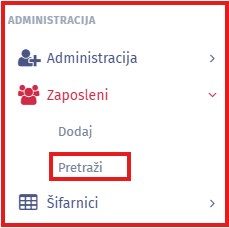 ADMINISTRACIJA
Administracija
Zaposleni
Dodaj
Pretraži
Šifarnici